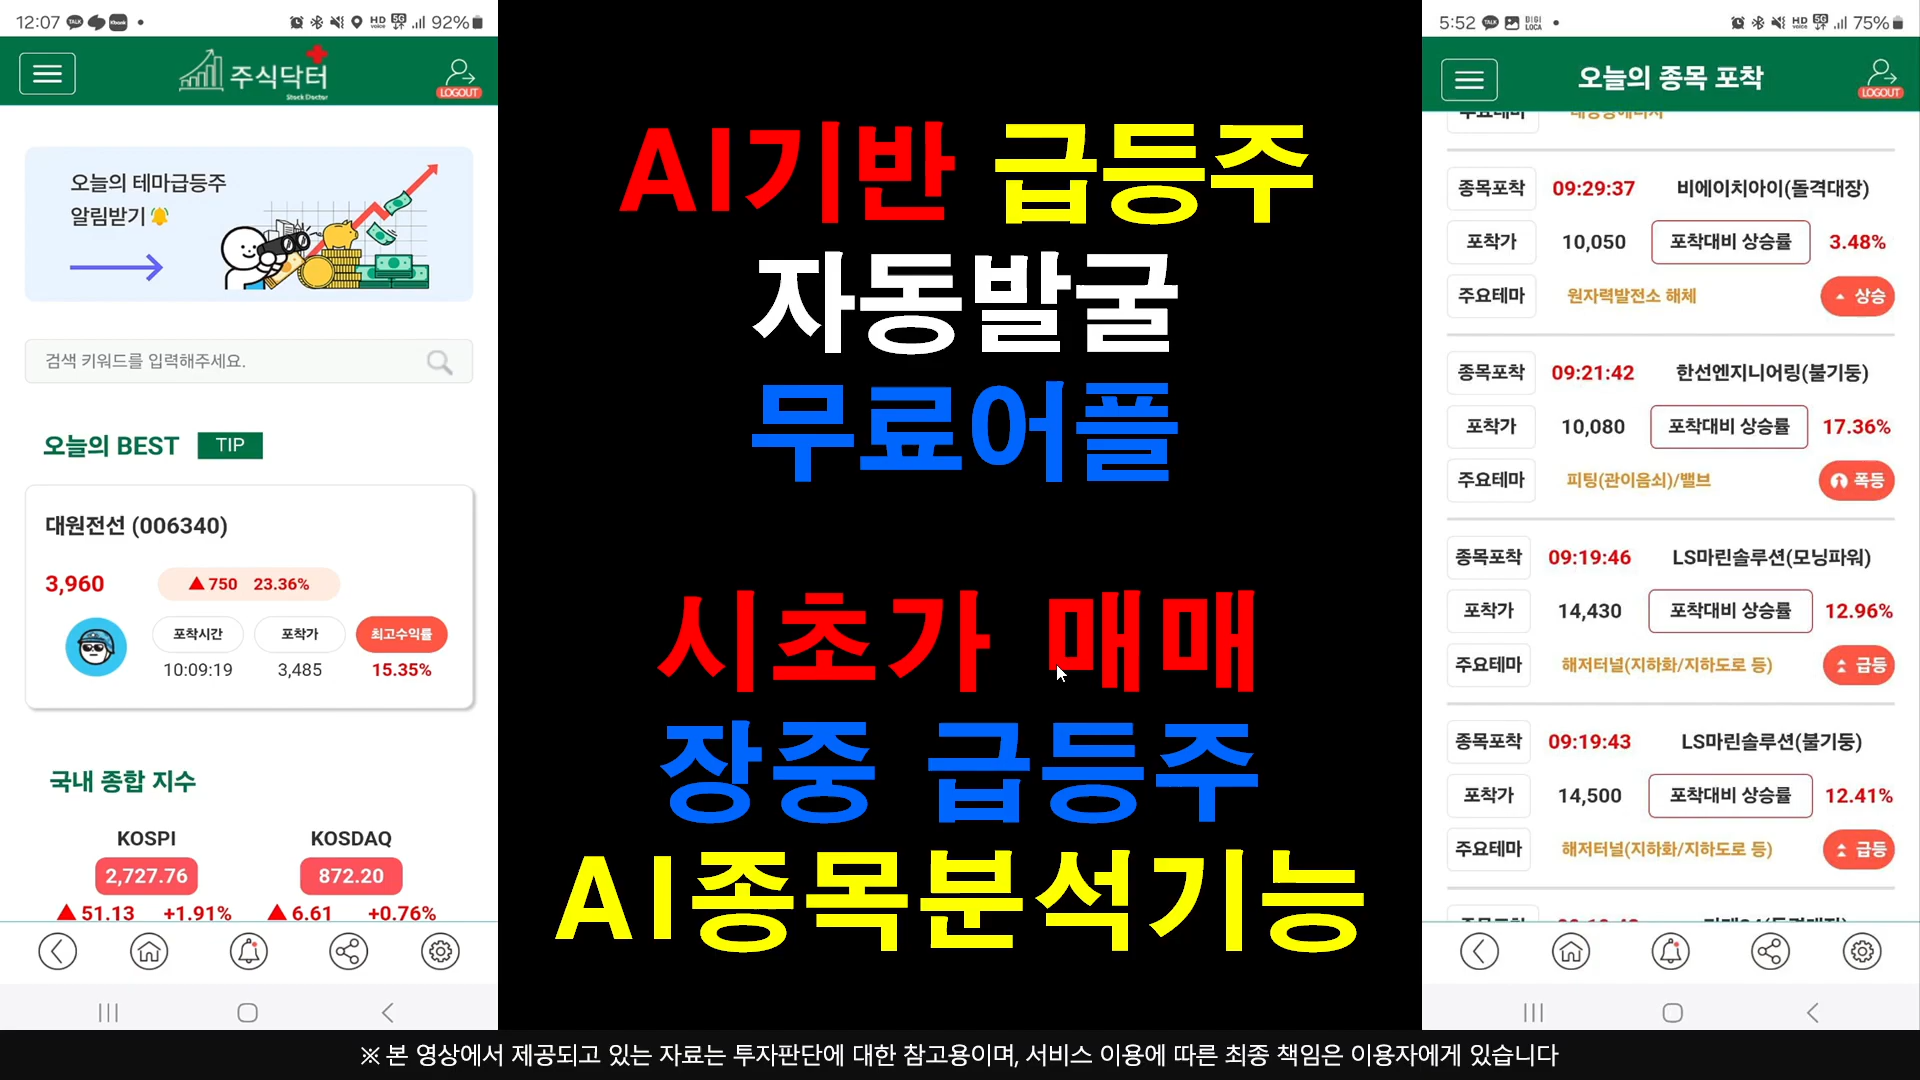 12:07
92%
주식닥터
Stock Doctor
LOGOUT
오늘의 테마급등주
알림받기
검색 키워드를 입력해주세요.
오늘의 BEST TIP
대원전선 (006340)
3,960 ▲750 23.36%
포착시간 포착가 최고수익률
10:09:19 3,485 15.35%
국내 종합 지수
KOSPI KOSDAQ
2,727.76 872.20
▲51.13 +1.91% ▲6.61 +0.76%
AI기반 급등주
자동발굴
무료어플
시초가 매매
장중 급등주
AI종목분석기능
5:52
75%
오늘의 종목 포착
LOGOUT
종목포착 09:29:37 비에이치아이(돌격대장)
포착가 10,050 포착대비 상승률 3.48%
주요테마 원자력발전소 해체 상승
종목포착 09:21:42 한선엔지니어링(불기둥)
포착가 10,080 포착대비 상승률 17.36%
주요테마 피팅(관이음쇠)/밸브 폭등
종목포착 09:19:46 LS마린솔루션(모닝파워)
포착가 14,430 포착대비 상승률 12.96%
주요테마 해저터널(지하화/지하도로 등) 급등
종목포착 09:19:43 LS마린솔루션(불기둥)
포착가 14,500 포착대비 상승률 12.41%
주요테마 해저터널(지하화/지하도로 등) 급등
※ 본 영상에서 제공되고 있는 자료는 투자판단에 대한 참고용이며, 서비스 이용에 따른 최종 책임은 이용자에게 있습니다